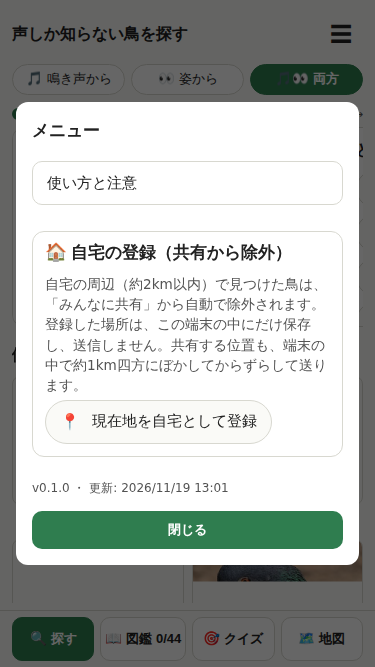 声しか知らない鳥を探す
☰
🎵 鳴き声から
👀 姿から
👀 両方
メニュー
使い方と注意
🏠 自宅の登録（共有から除外）
自宅の周辺（約2km以内）で見つけた鳥は、
「みんなに共有」から自動で除外されます。
登録した場所は、この端末の中にだけ保存
し、送信しません。共有する位置も、端末の
中で約1km四方にぼかしてからずらして送り
ます。
📍 現在地を自宅として登録
v0.1.0 ・ 更新: 2026/11/19 13:01
閉じる
🔍 探す
📖 図鑑 0/44
🎯 クイズ
🗺️ 地図